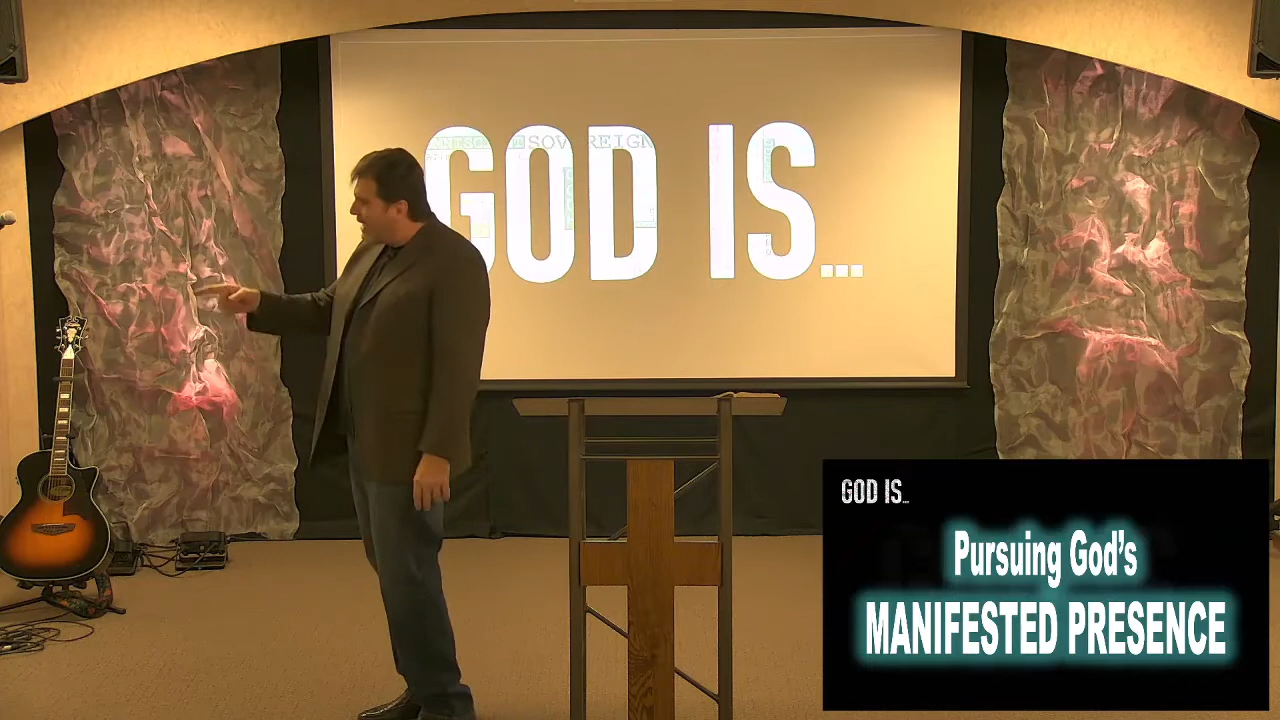 GOD IS...
SOVEREIGN
GOD IS...
Pursuing God's
MANIFESTED PRESENCE